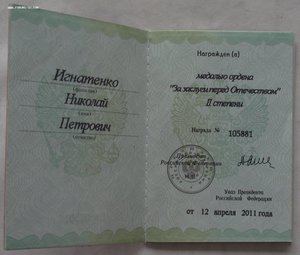 Игнатенко
(фамилия)
Николай
(имя)
Петрович
(отчество)
Награжден (а)
медалью ордена
"За заслуги перед Отечеством"
II степени
Награда № 105881
Президент
Российской Федерации
Указ Президента
Российской Федерации
от 12 апреля 2011 года